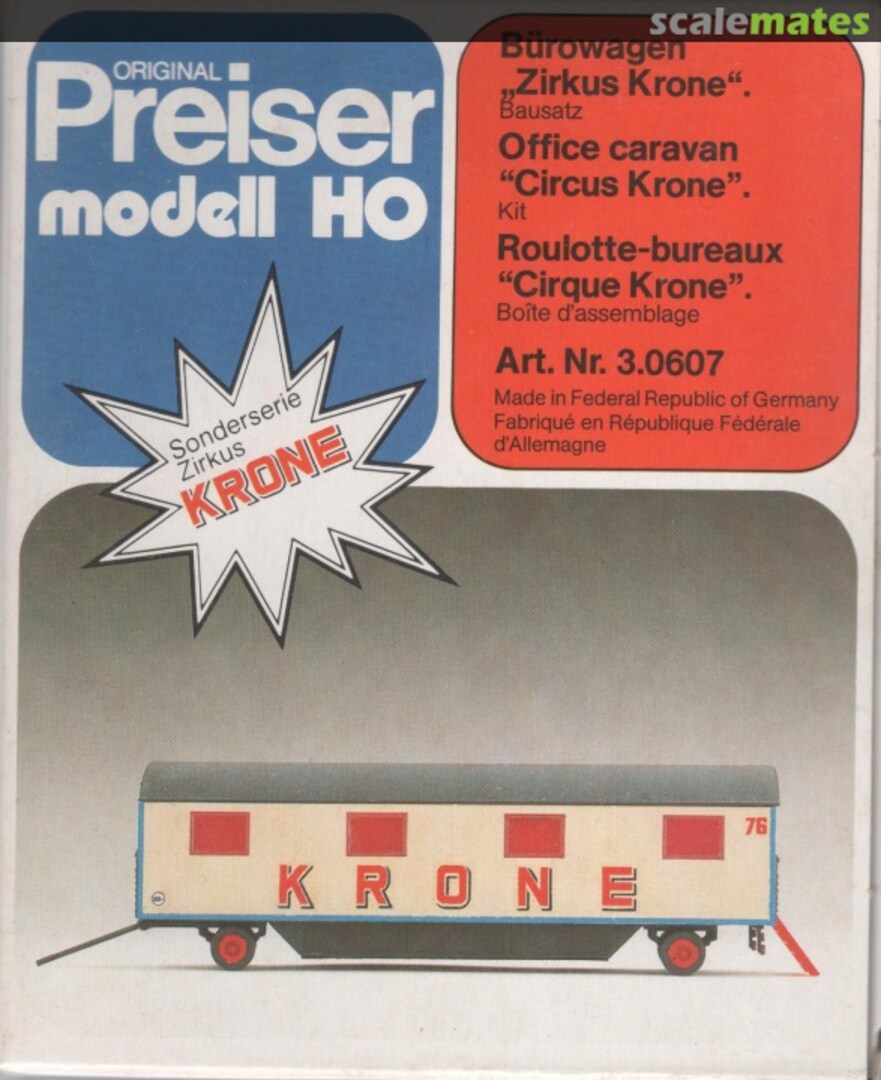 scalemates
ORIGINAL
Preiser
modell HO
Bürowagen
„Zirkus Krone“.
Bausatz
Office caravan
“Circus Krone”.
Kit
Roulotte-bureaux
“Cirque Krone”.
Boîte d'assemblage
Art. Nr. 3.0607
Made in Federal Republic of Germany
Fabriqué en République Fédérale
d'Allemagne
Sonderserie
Zirkus
KRONE
76
KRONE